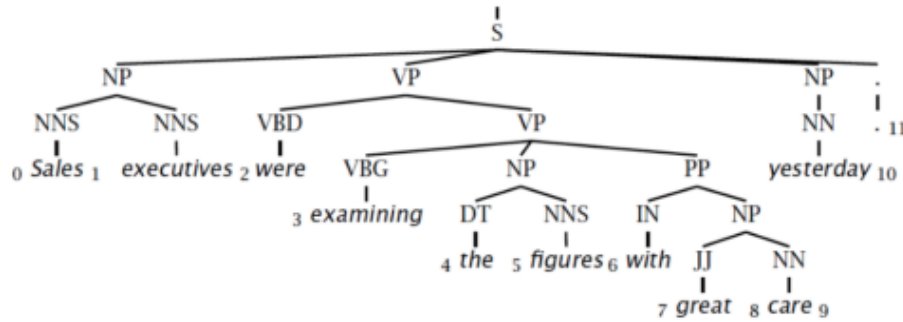 S
NP VP NP .
NNS NNS VBD VP NN . 11
0 Sales 1 executives 2 were VBG NP PP yesterday 10
3 examining DT NNS IN NP
4 the 5 figures 6 with JJ NN
7 great 8 care 9